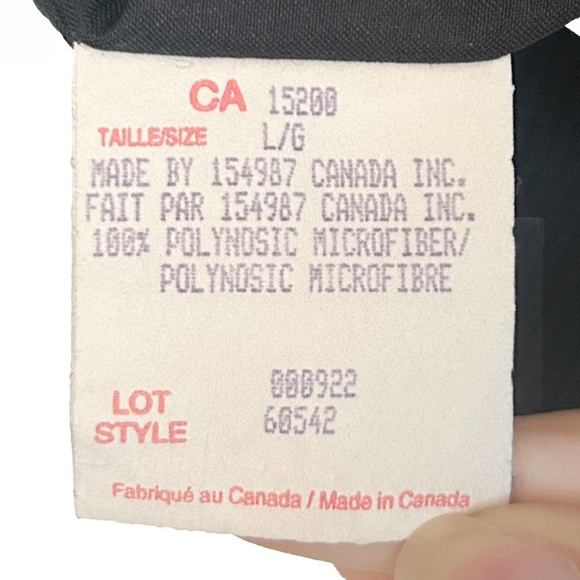 CA 15200
TAILLE/SIZE L/G
MADE BY 154987 CANADA INC.
FAIT PAR 154987 CANADA INC.
100% POLYNOSIC MICROFIBER/
POLYNOSIC MICROFIBRE
LOT 000922
STYLE 60542
Fabriqué au Canada / Made in Canada